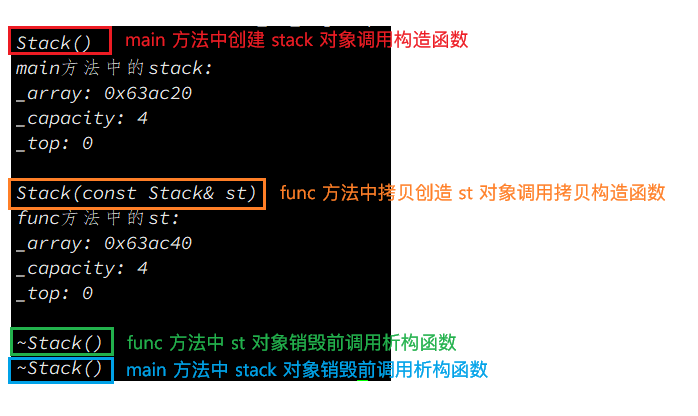 Stack() main 方法中创建 stack 对象调用构造函数
main方法中的stack:
_array: 0x63ac20
_capacity: 4
_top: 0
Stack(const Stack& st) func 方法中拷贝创造 st 对象调用拷贝构造函数
func方法中的st:
_array: 0x63ac40
_capacity: 4
_top: 0
~Stack() func 方法中 st 对象销毁前调用析构函数
~Stack() main 方法中 stack 对象销毁前调用析构函数